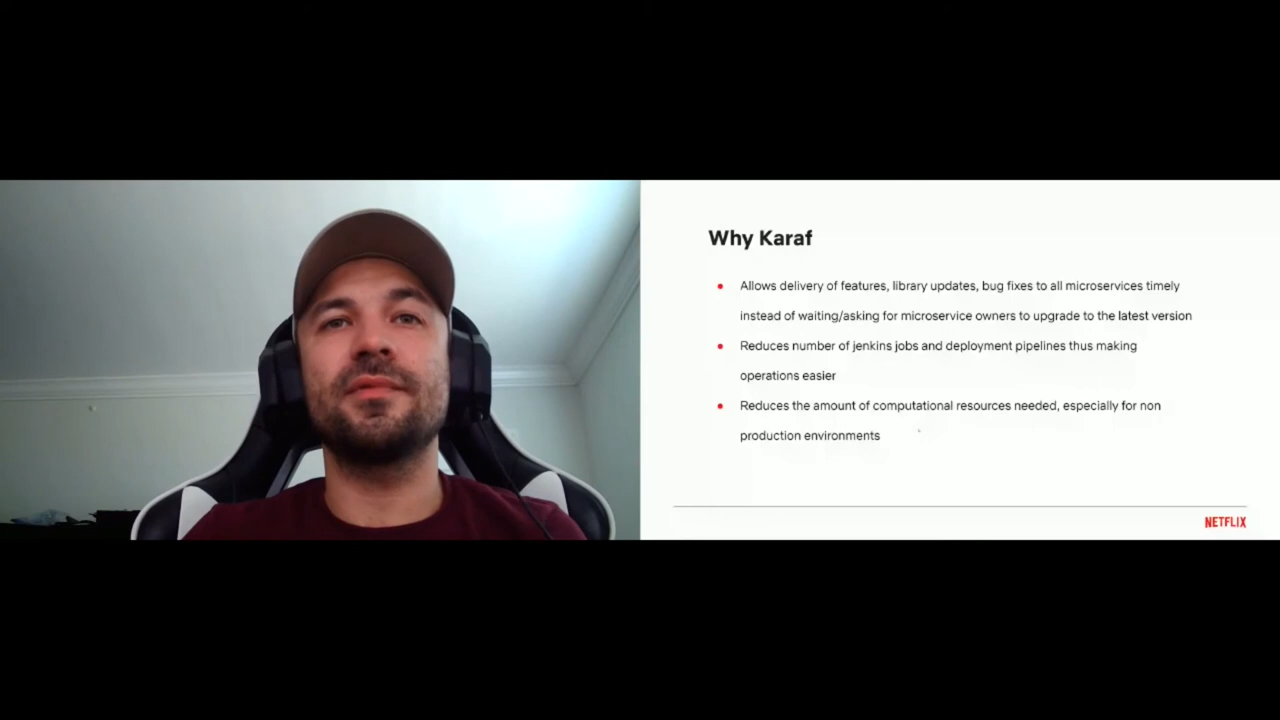 Why Karaf
Allows delivery of features, library updates, bug fixes to all microservices timely
instead of waiting/asking for microservice owners to upgrade to the latest version
Reduces number of jenkins jobs and deployment pipelines thus making
operations easier
Reduces the amount of computational resources needed, especially for non
production environments
NETFLIX